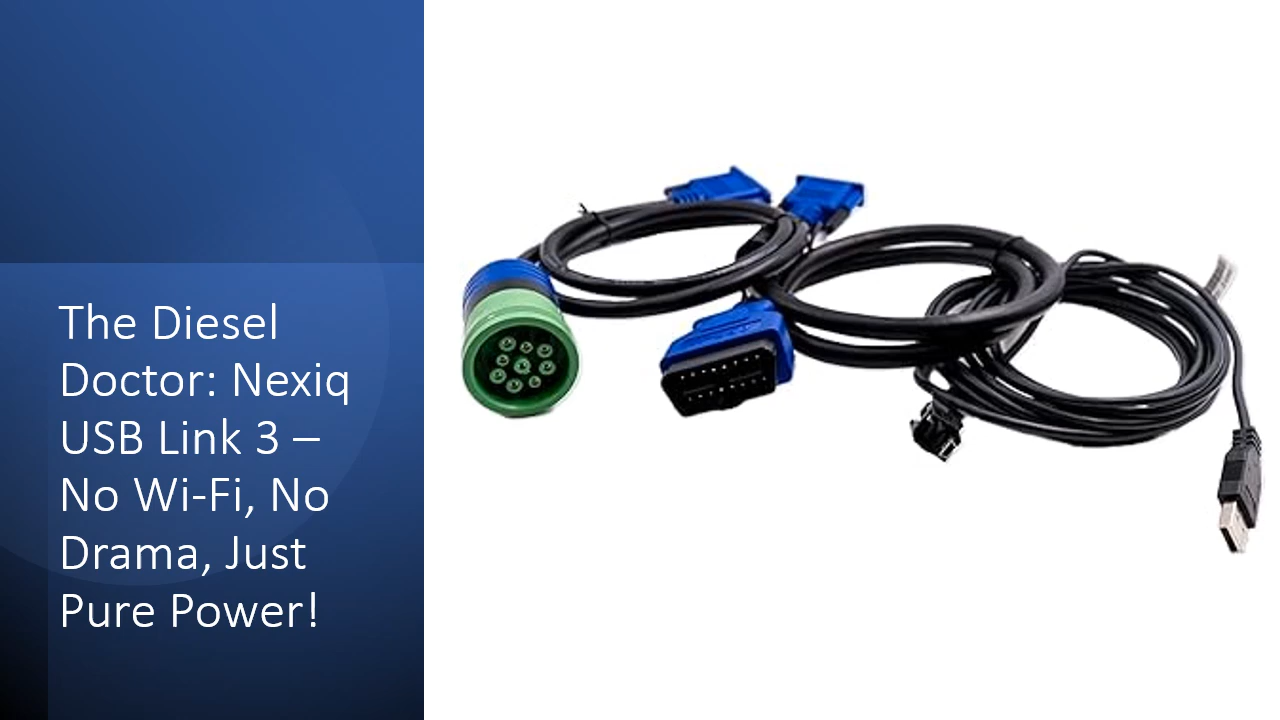 The Diesel
Doctor: Nexiq
USB Link 3 –
No Wi-Fi, No
Drama, Just
Pure Power!